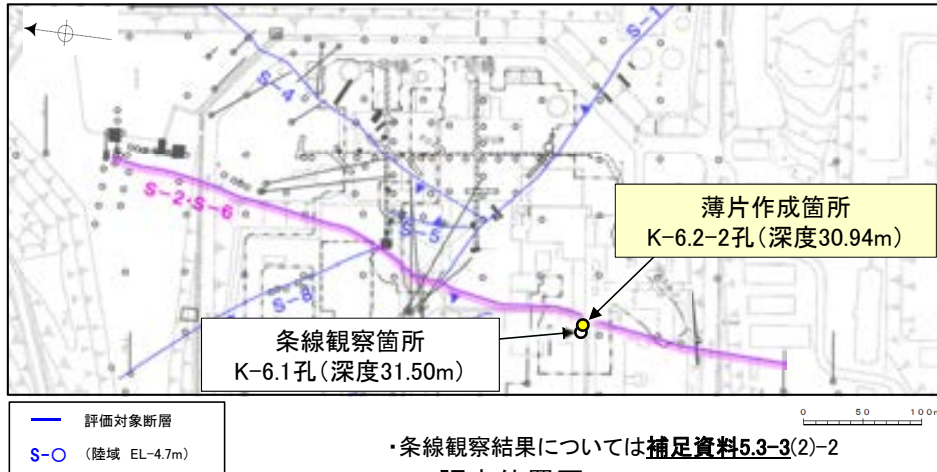 S-1
S-4
S-2・S-6
S-5
S-8
薄片作成箇所
K-6.2-2孔(深度30.94m)
条線観察箇所
K-6.1孔(深度31.50m)
評価対象断層
S-○ (陸域 EL-4.7m)
0 50 100m
・条線観察結果については補足資料5.3-3(2)-2